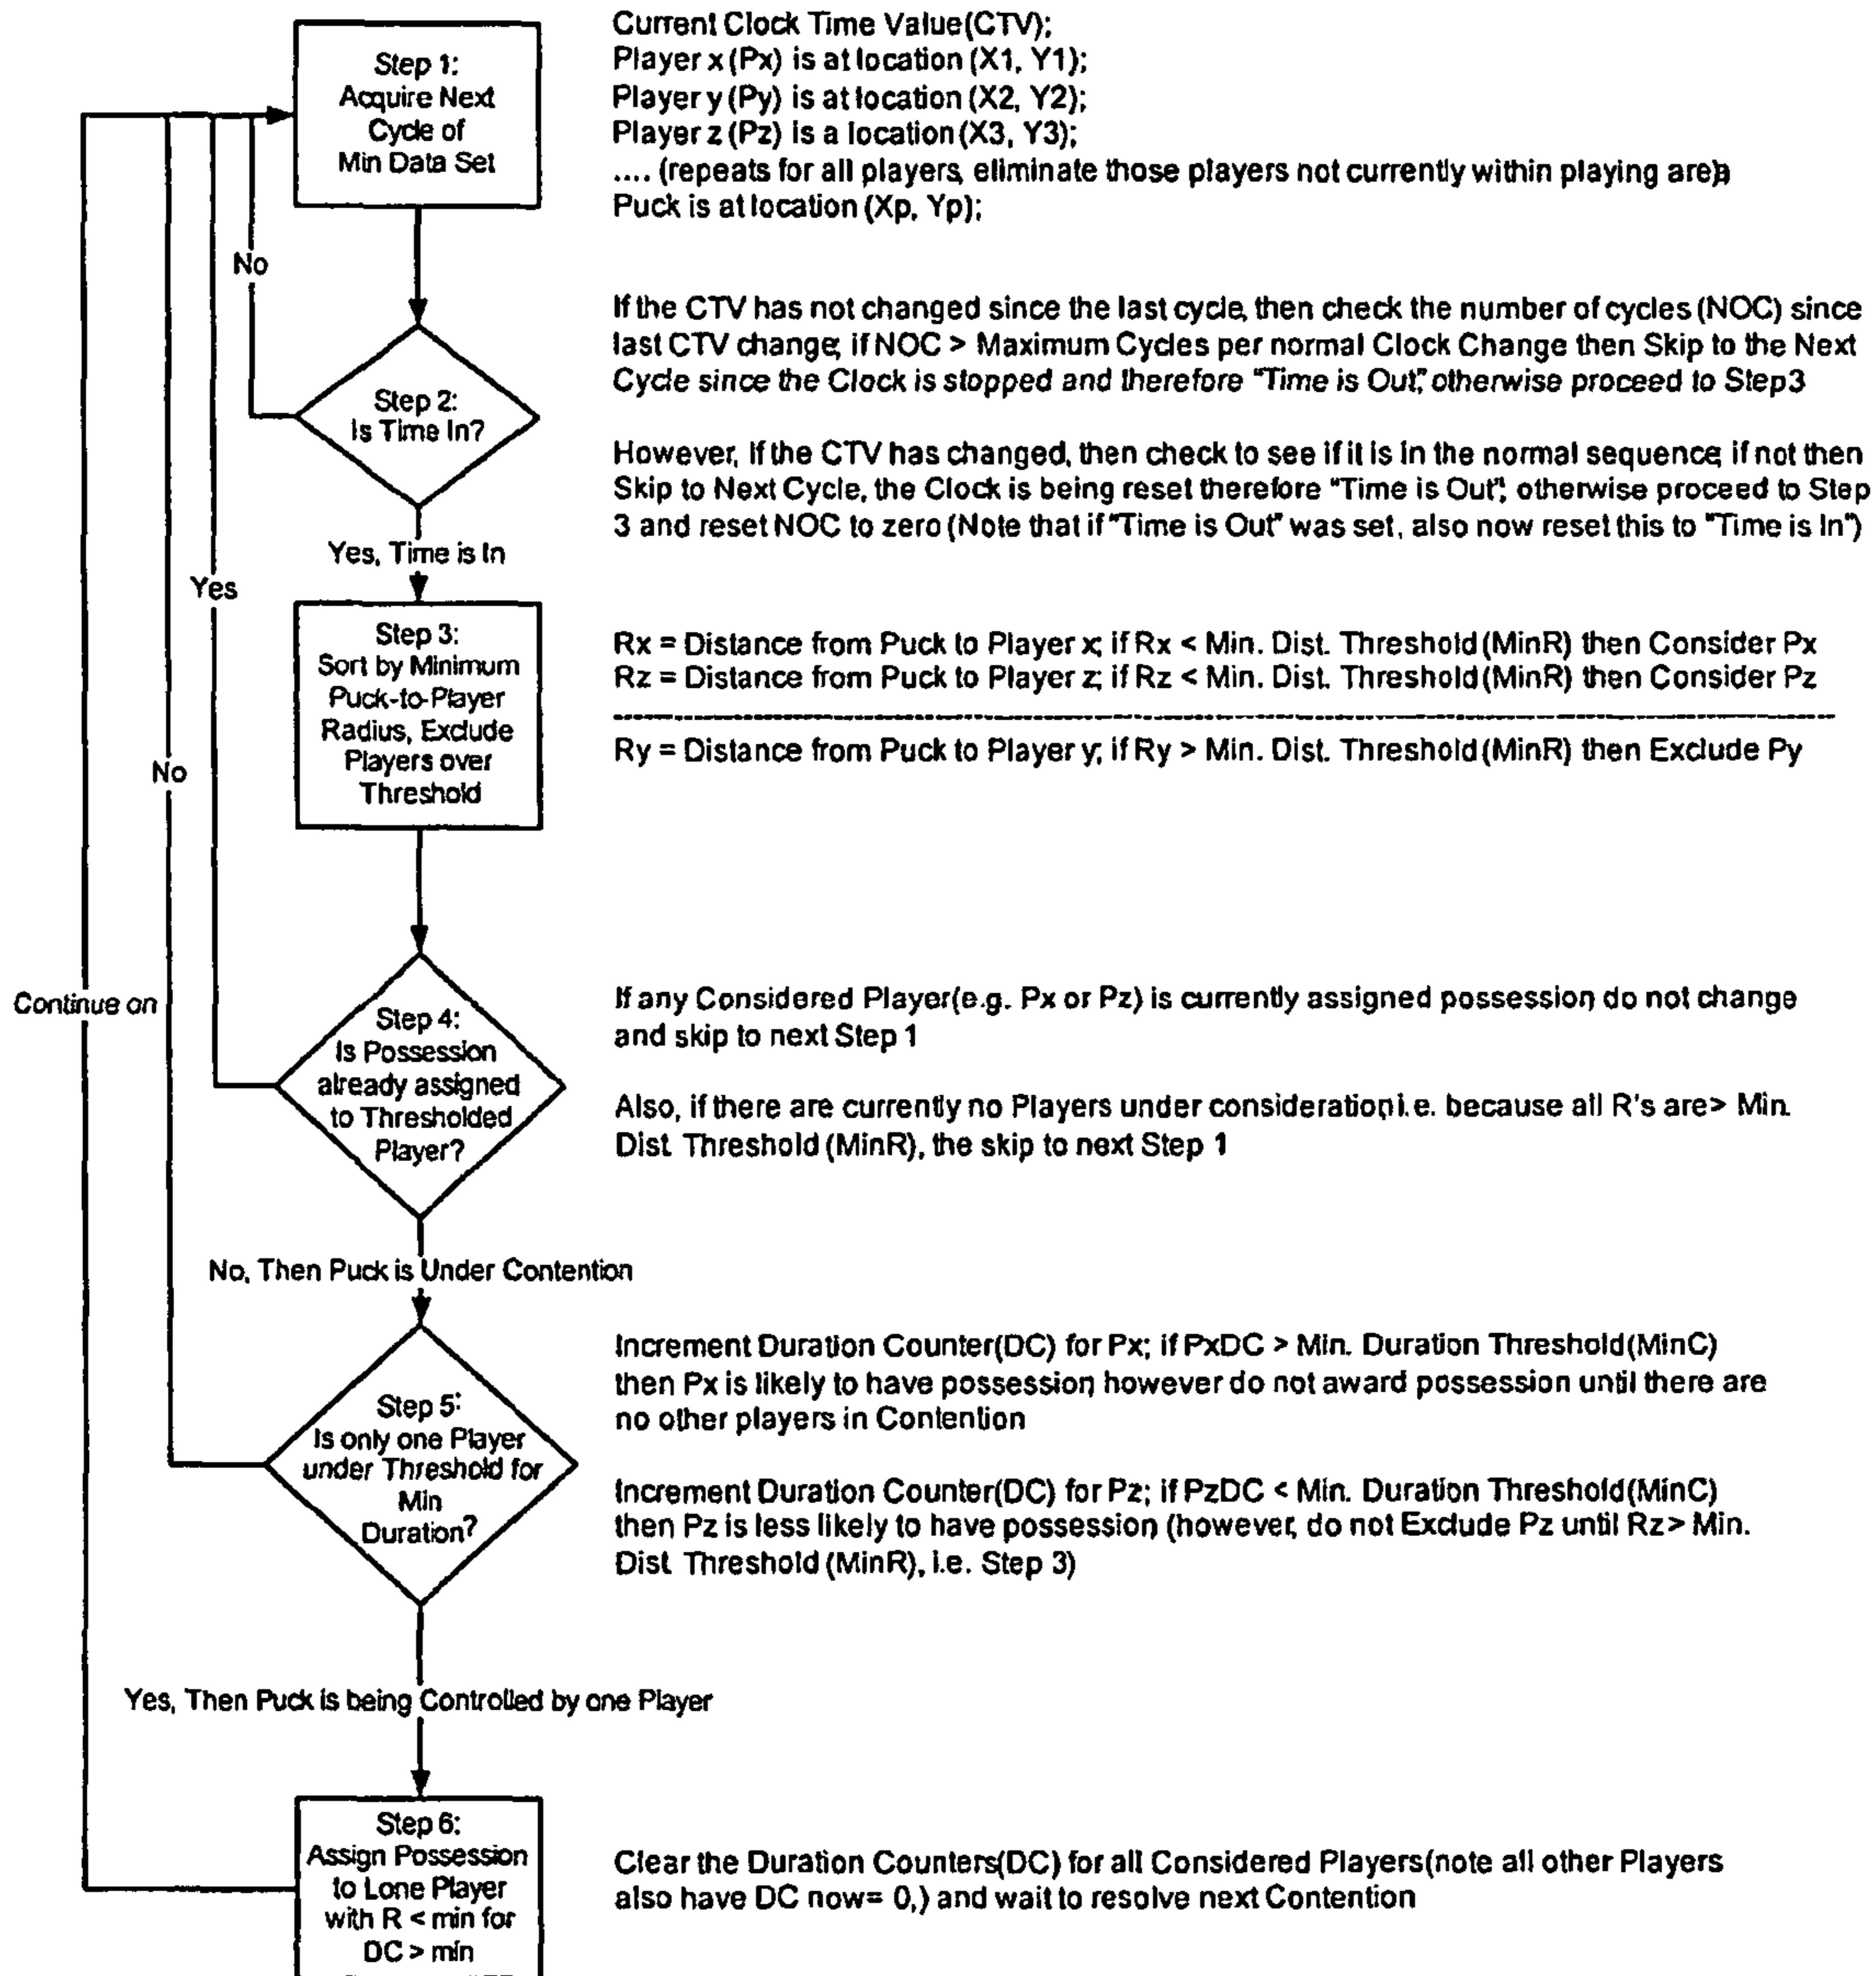 Step 1:
Acquire Next
Cycle of
Min Data Set
Current Clock Time Value(CTV);
Player x (Px) is at location (X1, Y1);
Player y (Py) is at location (X2, Y2);
Player z (Pz) is a location (X3, Y3);
.... (repeats for all players, eliminate those players not currently within playing area)
Puck is at location (Xp, Yp);
No
Step 2:
Is Time In?
If the CTV has not changed since the last cycle, then check the number of cycles (NOC) since
last CTV change; if NOC > Maximum Cycles per normal Clock Change then Skip to the Next
Cycle since the Clock is stopped and therefore "Time is Out", otherwise proceed to Step3
However, if the CTV has changed, then check to see if it is in the normal sequence; if not then
Skip to Next Cycle, the Clock is being reset therefore "Time is Out"; otherwise proceed to Step
3 and reset NOC to zero (Note that if "Time is Out" was set, also now reset this to "Time is In")
Yes, Time is In
Yes
Step 3:
Sort by Minimum
Puck-to-Player
Radius, Exclude
Players over
Threshold
Rx = Distance from Puck to Player x; if Rx < Min. Dist. Threshold (MinR) then Consider Px
Rz = Distance from Puck to Player z; if Rz < Min. Dist. Threshold (MinR) then Consider Pz
Ry = Distance from Puck to Player y; if Ry > Min. Dist. Threshold (MinR) then Exclude Py
No
Continue on
Step 4:
Is Possession
already assigned
to Thresholded
Player?
If any Considered Player(e.g. Px or Pz) is currently assigned possession, do not change
and skip to next Step 1
Also, if there are currently no Players under consideration, i.e. because all R's are > Min.
Dist. Threshold (MinR), the skip to next Step 1
No, Then Puck is Under Contention
Step 5:
Is only one Player
under Threshold for
Min
Duration?
Increment Duration Counter(DC) for Px; if PxDC > Min. Duration Threshold (MinC)
then Px is likely to have possession, however do not award possession until there are
no other players in Contention
Increment Duration Counter(DC) for Pz; if PzDC < Min. Duration Threshold (MinC)
then Pz is less likely to have possession (however, do not Exclude Pz until Rz > Min.
Dist. Threshold (MinR), i.e. Step 3)
Yes, Then Puck is being Controlled by one Player
Step 6:
Assign Possession
to Lone Player
with R < min for
DC > min
Clear the Duration Counters(DC) for all Considered Players(note all other Players
also have DC now= 0,) and wait to resolve next Contention